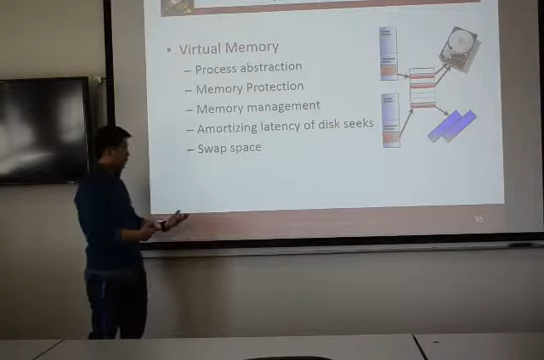 • Virtual Memory
– Process abstraction
– Memory Protection
– Memory management
– Amortizing latency of disk seeks
– Swap space